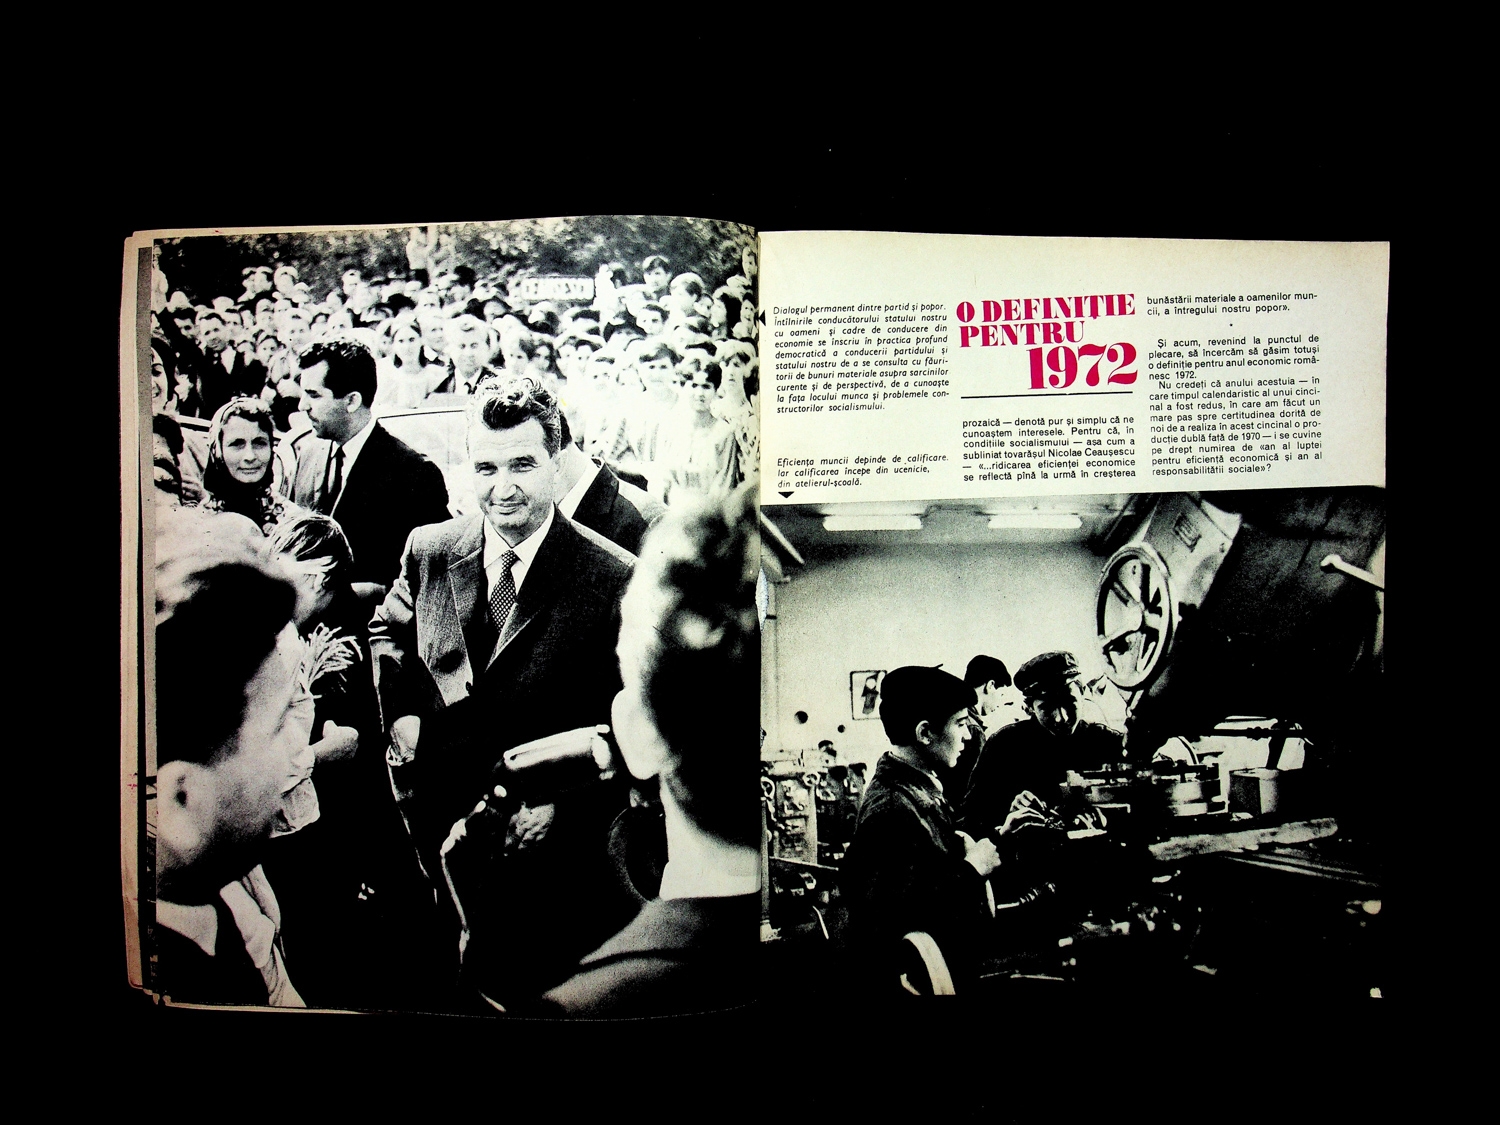 Dialogul permanent dintre partid și popor.
Întîlnirile conducătorului statului nostru
cu oameni și cadre de conducere din
economie se înscriu în practica profund
democratică a conducerii partidului și
statului nostru de a se consulta cu făuri-
torii de bunuri materiale asupra sarcinilor
curente și de perspectivă, de a cunoaște
la fața locului munca și problemele con-
structorilor socialismului.
Eficiența muncii depinde de calificare.
Iar calificarea începe din ucenicie,
din atelierul-școală.
O DEFINIȚIE
PENTRU
1972
prozaică — denotă pur și simplu că ne
cunoaștem interesele. Pentru că, în
condițiile socialismului — așa cum a
subliniat tovarășul Nicolae Ceaușescu
— «...ridicarea eficienței economice
se reflectă pînă la urmă în creșterea
bunăstării materiale a oamenilor mun-
cii, a întregului nostru popor».
Și acum, revenind la punctul de
plecare, să încercăm să găsim totuși
o definiție pentru anul economic româ-
nesc 1972.
Nu credeți că anului acestuia — în
care timpul calendaristic al unui cinci-
nal a fost redus, în care am făcut un
mare pas spre certitudinea dorită de
noi de a realiza în acest cincinal o pro-
ducție dublă față de 1970 — i se cuvine
pe drept numirea de «an al luptei
pentru eficiență economică și an al
responsabilității sociale»?